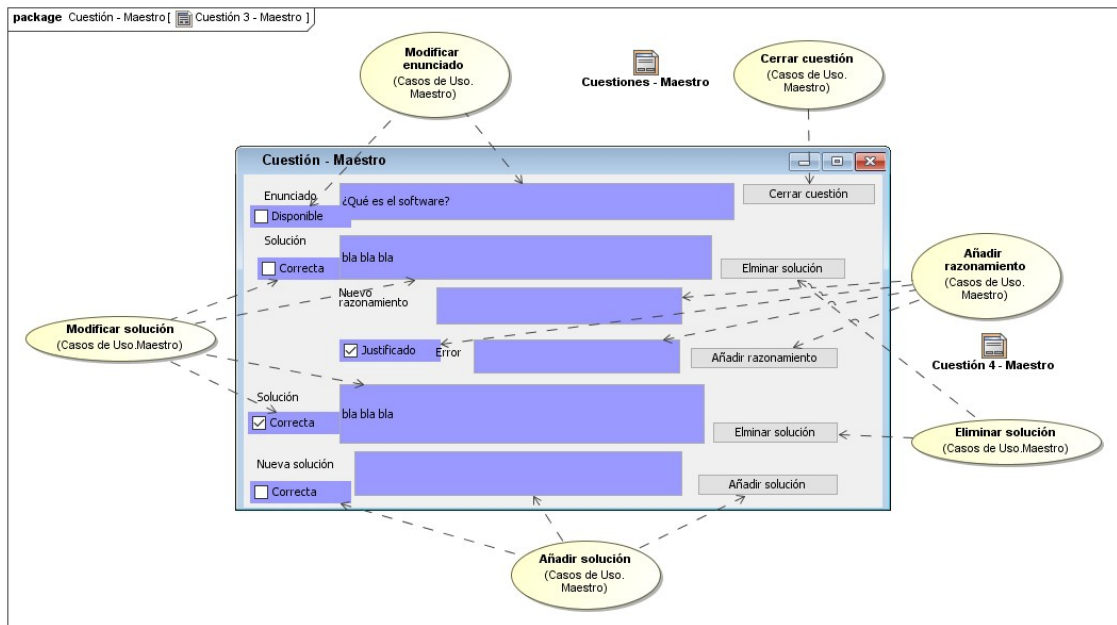 package Cuestión - Maestro [ Cuestión 3 - Maestro ]
Modificar
enunciado
(Casos de Uso.
Maestro)
Cuestiones - Maestro
Cerrar cuestión
(Casos de Uso.
Maestro)
Cuestión - Maestro
Enunciado
¿Qué es el software?
Cerrar cuestión
Disponible
Solución
bla bla bla
Correcta
Elminar solución
Añadir
razonamiento
(Casos de Uso.
Maestro)
Nuevo
razonamiento
Modificar solución
(Casos de Uso.Maestro)
Justificado
Error
Añadir razonamiento
Cuestión 4 - Maestro
Solución
bla bla bla
Correcta
Elminar solución
Eliminar solución
(Casos de Uso.Maestro)
Nueva solución
Correcta
Añadir solución
Añadir solución
(Casos de Uso.
Maestro)